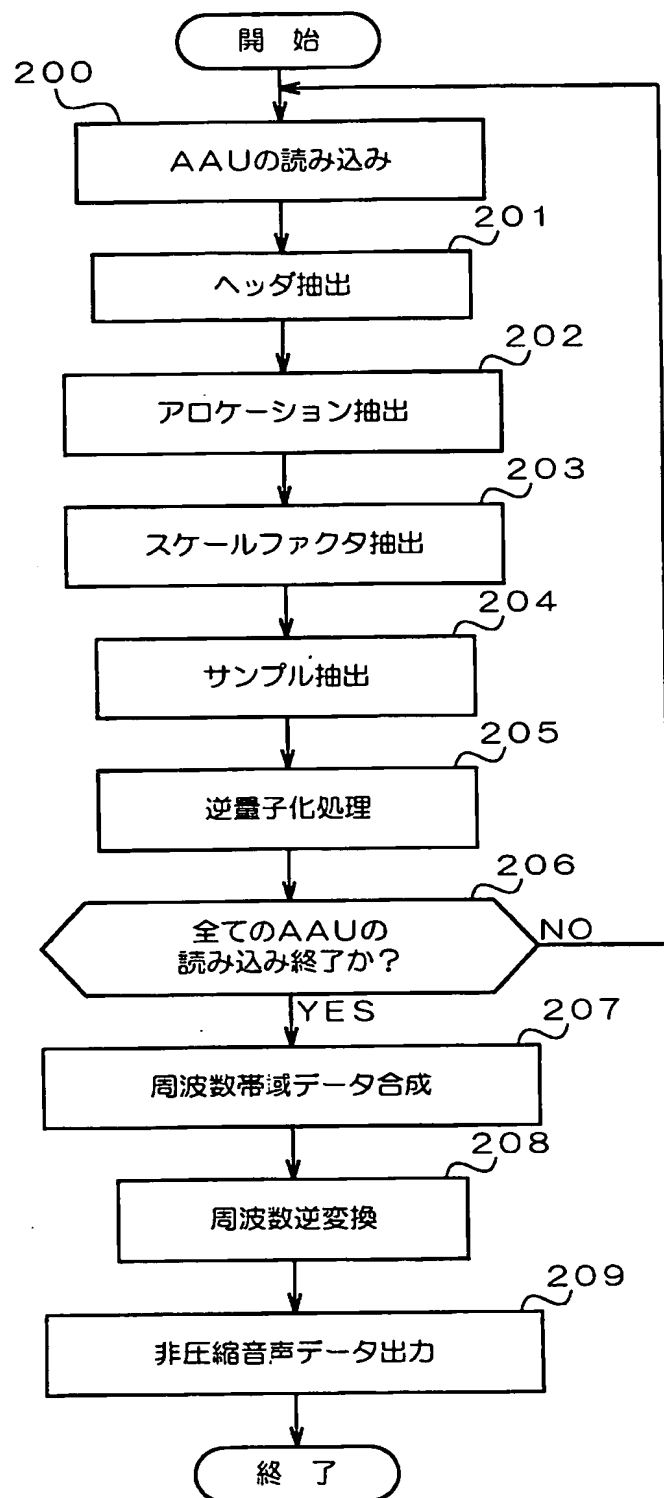 開 始
200
AAUの読み込み
201
ヘッダ抽出
202
アロケーション抽出
203
スケールファクタ抽出
204
サンプル抽出
205
逆量子化処理
206
全てのAAUの
読み込み終了か？
NO
YES
207
周波数帯域データ合成
208
周波数逆変換
209
非圧縮音声データ出力
終 了